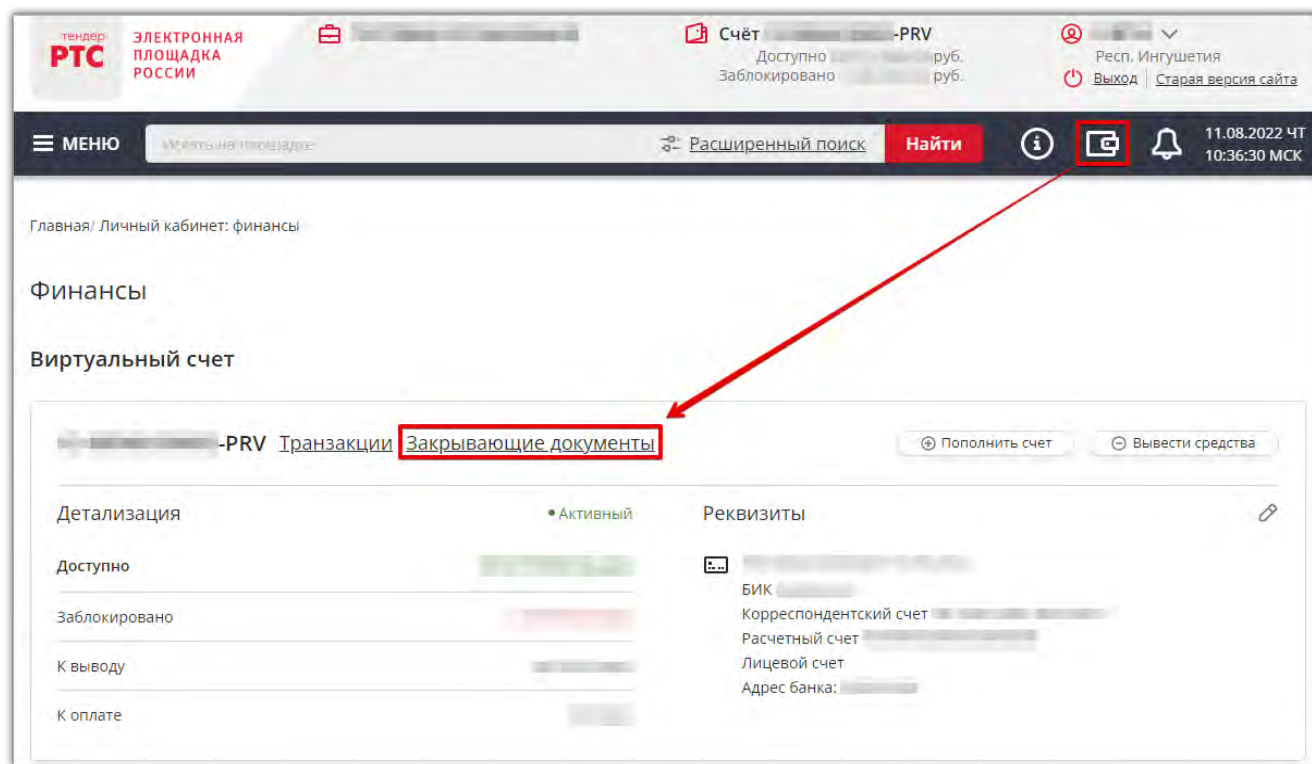 тендер
РТС
ЭЛЕКТРОННАЯ
ПЛОЩАДКА
РОССИИ
Счёт -PRV
Доступно руб.
Заблокировано руб.
Респ. Ингушетия
Выход Старая версия сайта
МЕНЮ
Искать на площадке
Расширенный поиск
Найти
11.08.2022 ЧТ
10:36:30 МСК
Главная/ Личный кабинет: финансы
Финансы
Виртуальный счет
-PRV Транзакции Закрывающие документы
Пополнить счет
Вывести средства
Детализация
Активный
Реквизиты
Доступно
Заблокировано
К выводу
К оплате
БИК
Корреспондентский счет
Расчетный счет
Лицевой счет
Адрес банка: